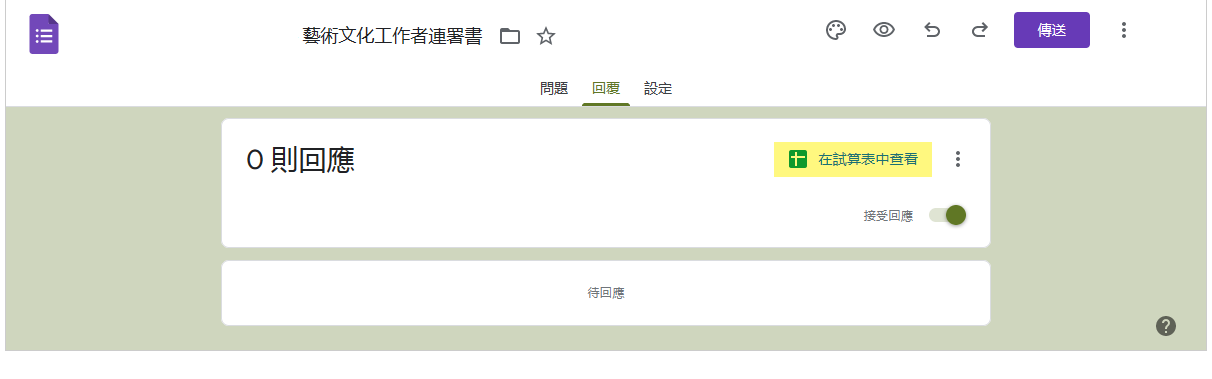 藝術文化工作者連署書
傳送
問題 回覆 設定
0 則回應
在試算表中查看
接受回應
待回應